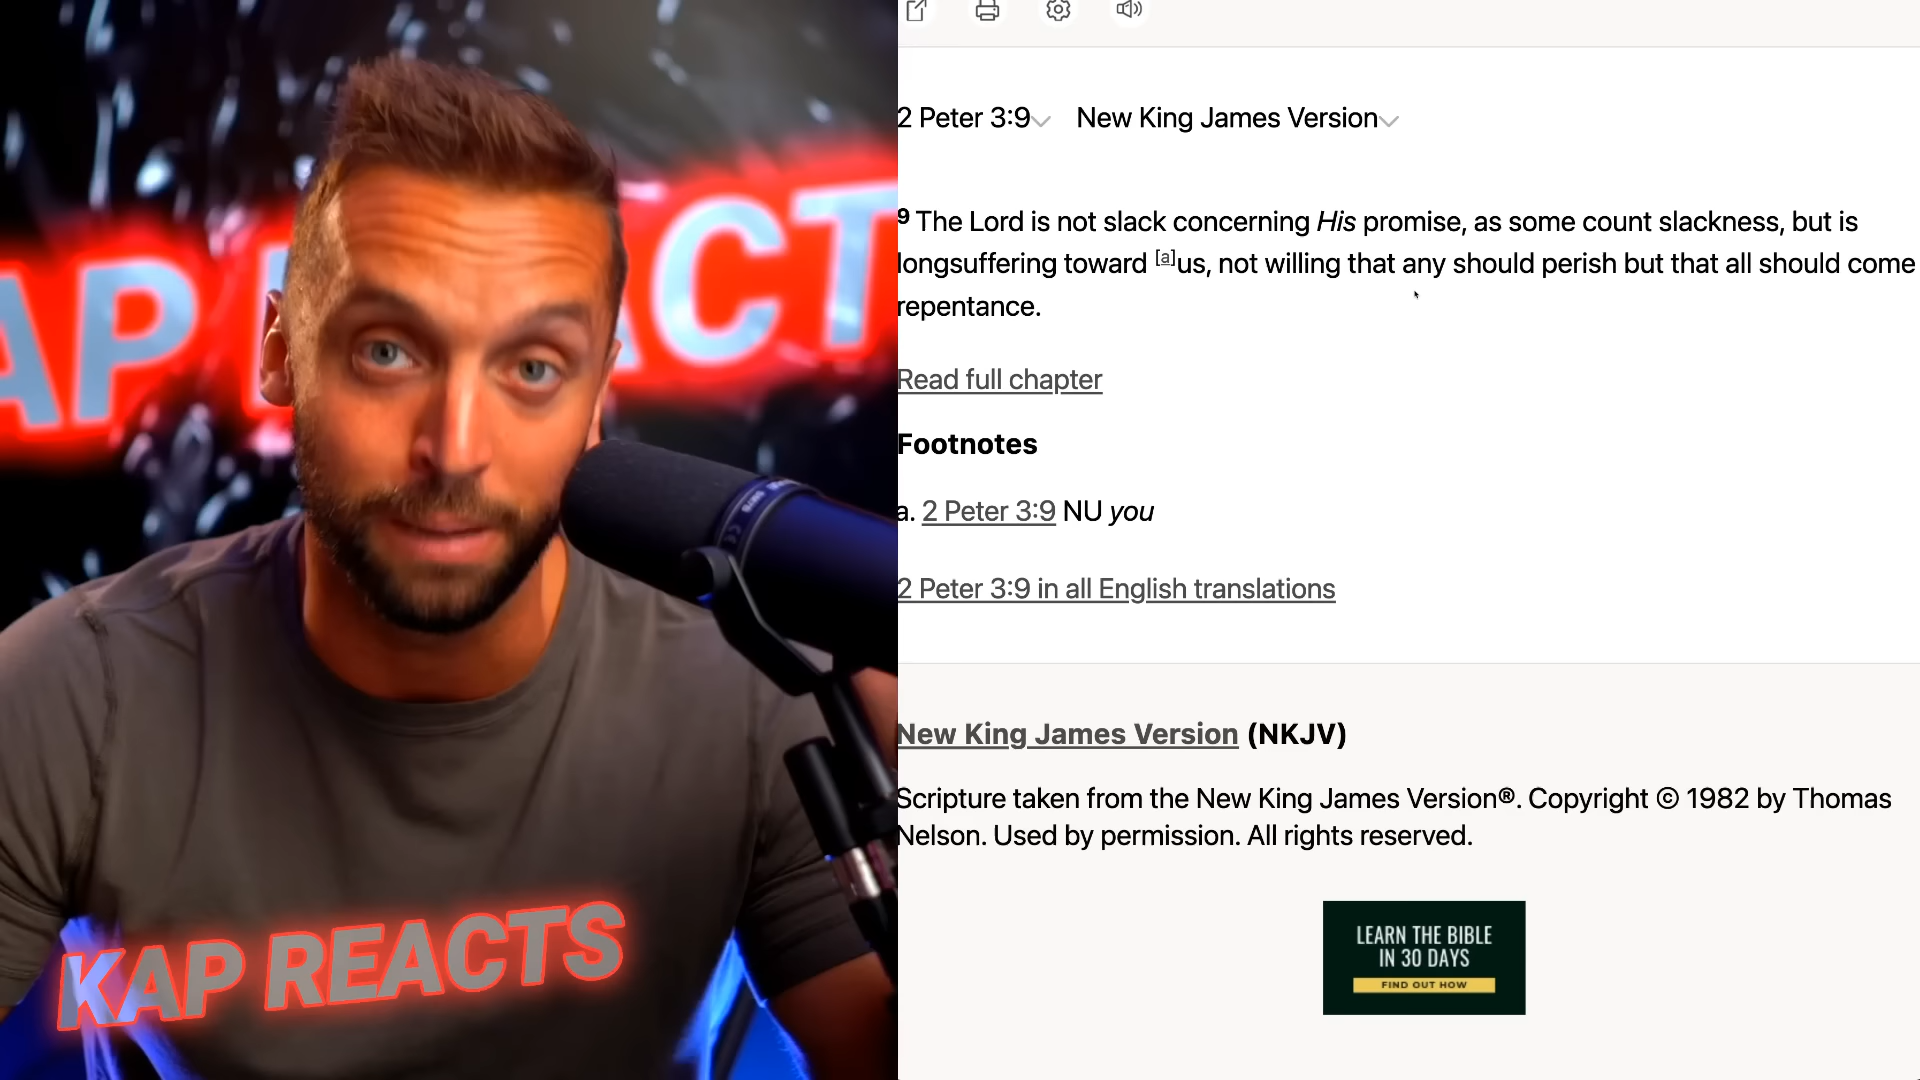 AP REACT
KAP REACTS
2 Peter 3:9 New King James Version
9 The Lord is not slack concerning His promise, as some count slackness, but is
longsuffering toward [a]us, not willing that any should perish but that all should come
repentance.
Read full chapter
Footnotes
a. 2 Peter 3:9 NU you
2 Peter 3:9 in all English translations
New King James Version (NKJV)
Scripture taken from the New King James Version®. Copyright © 1982 by Thomas
Nelson. Used by permission. All rights reserved.
LEARN THE BIBLE
IN 30 DAYS
FIND OUT HOW